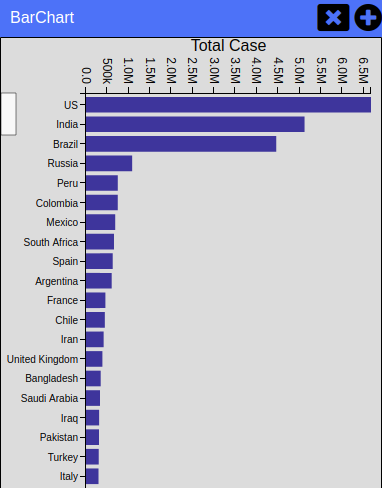 BarChart
Total Case
0.0 500k 1.0M 1.5M 2.0M 2.5M 3.0M 3.5M 4.0M 4.5M 5.0M 5.5M 6.0M 6.5M
US
India
Brazil
Russia
Peru
Colombia
Mexico
South Africa
Spain
Argentina
France
Chile
Iran
United Kingdom
Bangladesh
Saudi Arabia
Iraq
Pakistan
Turkey
Italy